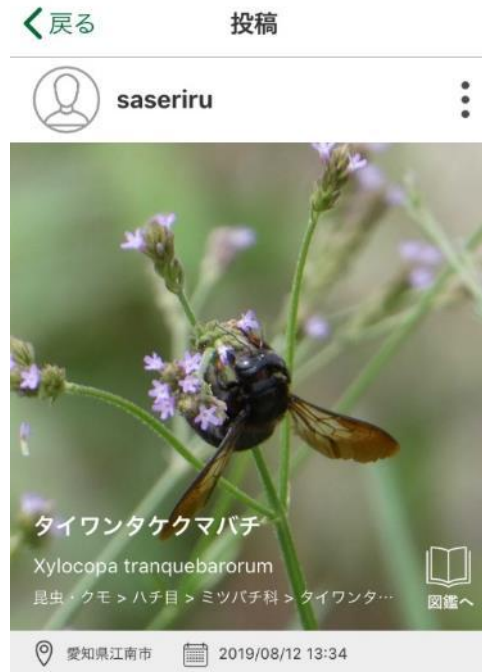 戻る 投稿
saseriru
タイワンタケクマバチ
Xylocopa tranquebarorum
昆虫・クモ > ハチ目 > ミツバチ科 > タイワンタ…
図鑑へ
愛知県江南市 2019/08/12 13:34